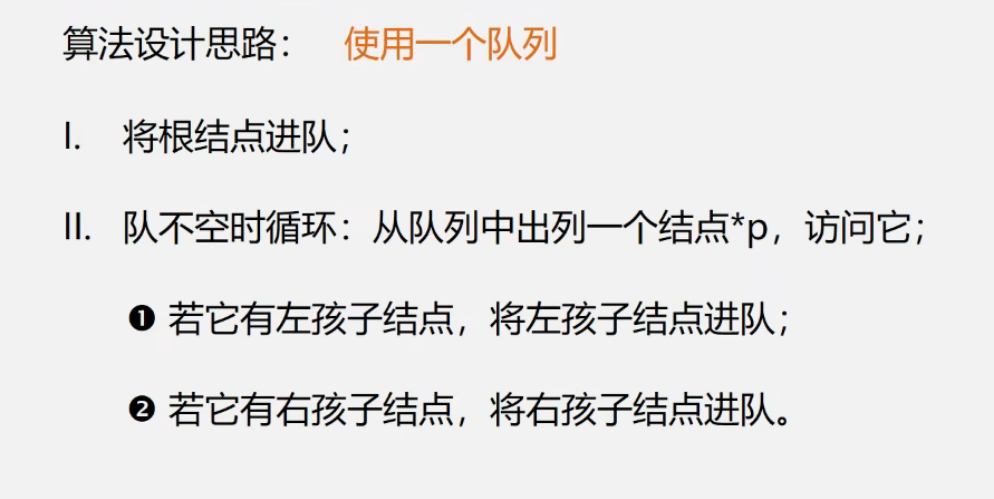 算法设计思路： 使用一个队列
I. 将根结点进队；
II. 队不空时循环：从队列中出列一个结点*p，访问它；
❶ 若它有左孩子结点，将左孩子结点进队；
❷ 若它有右孩子结点，将右孩子结点进队。